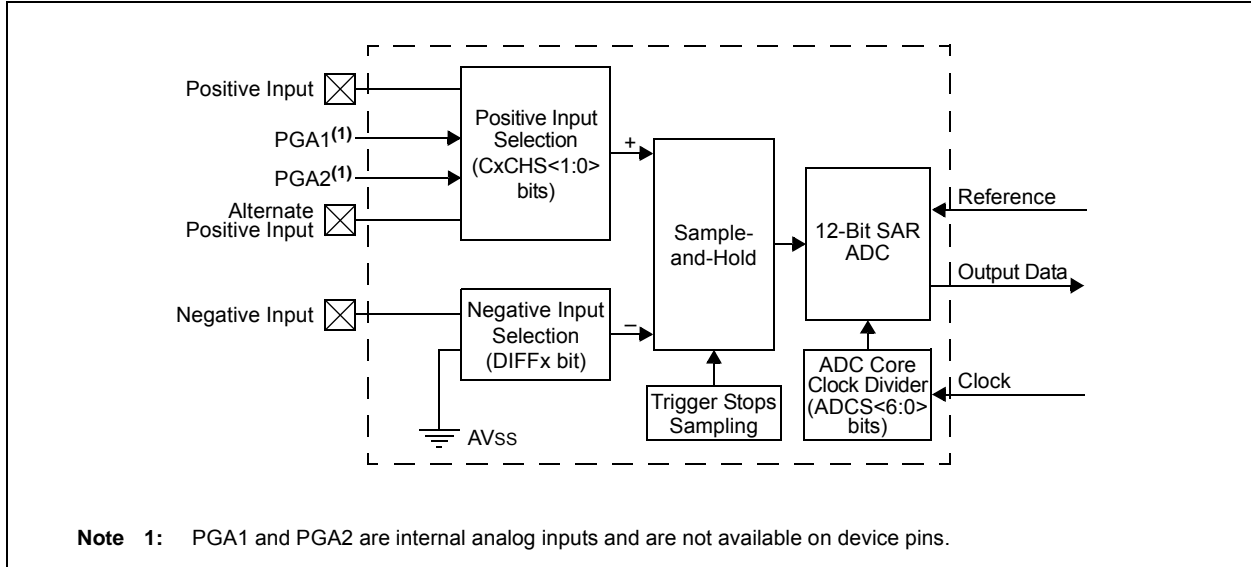 Positive Input
PGA1(1)
PGA2(1)
Alternate
Positive Input
Positive Input
Selection
(CxCHS<1:0>
bits)
+
Negative Input
Negative Input
Selection
(DIFFx bit)
–
AVSS
Sample-
and-Hold
Trigger Stops
Sampling
12-Bit SAR
ADC
ADC Core
Clock Divider
(ADCS<6:0>
bits)
Reference
Output Data
Clock
Note 1: PGA1 and PGA2 are internal analog inputs and are not available on device pins.